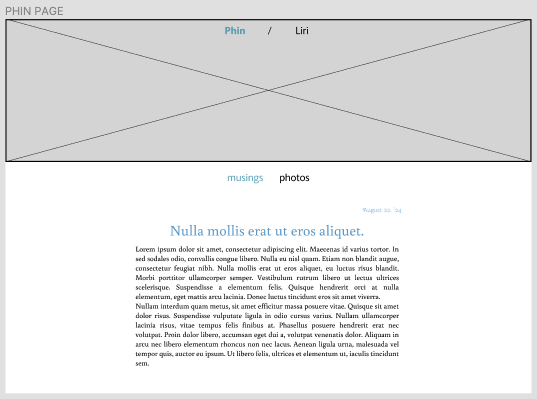 PHIN PAGE
Phin / Liri
musings photos
August 22, '24
Nulla mollis erat ut eros aliquet.
Lorem ipsum dolor sit amet, consectetur adipiscing elit. Maecenas id varius tortor. In
sed sodales odio, convallis congue libero. Nulla eu nisl quam. Etiam non blandit augue,
consectetur feugiat nibh. Nulla mollis erat ut eros aliquet, eu luctus risus blandit.
Morbi porttitor ullamcorper semper. Vestibulum rutrum libero ut lectus ultrices
scelerisque. Suspendisse a elementum felis. Quisque hendrerit orci at nulla
elementum, eget mattis arcu lacinia. Donec luctus tincidunt eros sit amet viverra.
Nullam interdum quam metus, sit amet efficitur massa posuere vitae. Quisque sit amet
dolor risus. Suspendisse vulputate ligula in odio cursus varius. Nullam ullamcorper
lacinia risus, vitae tempus felis finibus at. Phasellus posuere hendrerit erat nec
volutpat. Proin dolor libero, accumsan eget dui a, volutpat venenatis dolor. Aliquam in
arcu nec libero elementum rhoncus non nec lacus. Aenean ligula urna, malesuada vel
tempor quis, auctor eu ipsum. Ut libero felis, ultrices et elementum ut, iaculis tincidunt
sem.